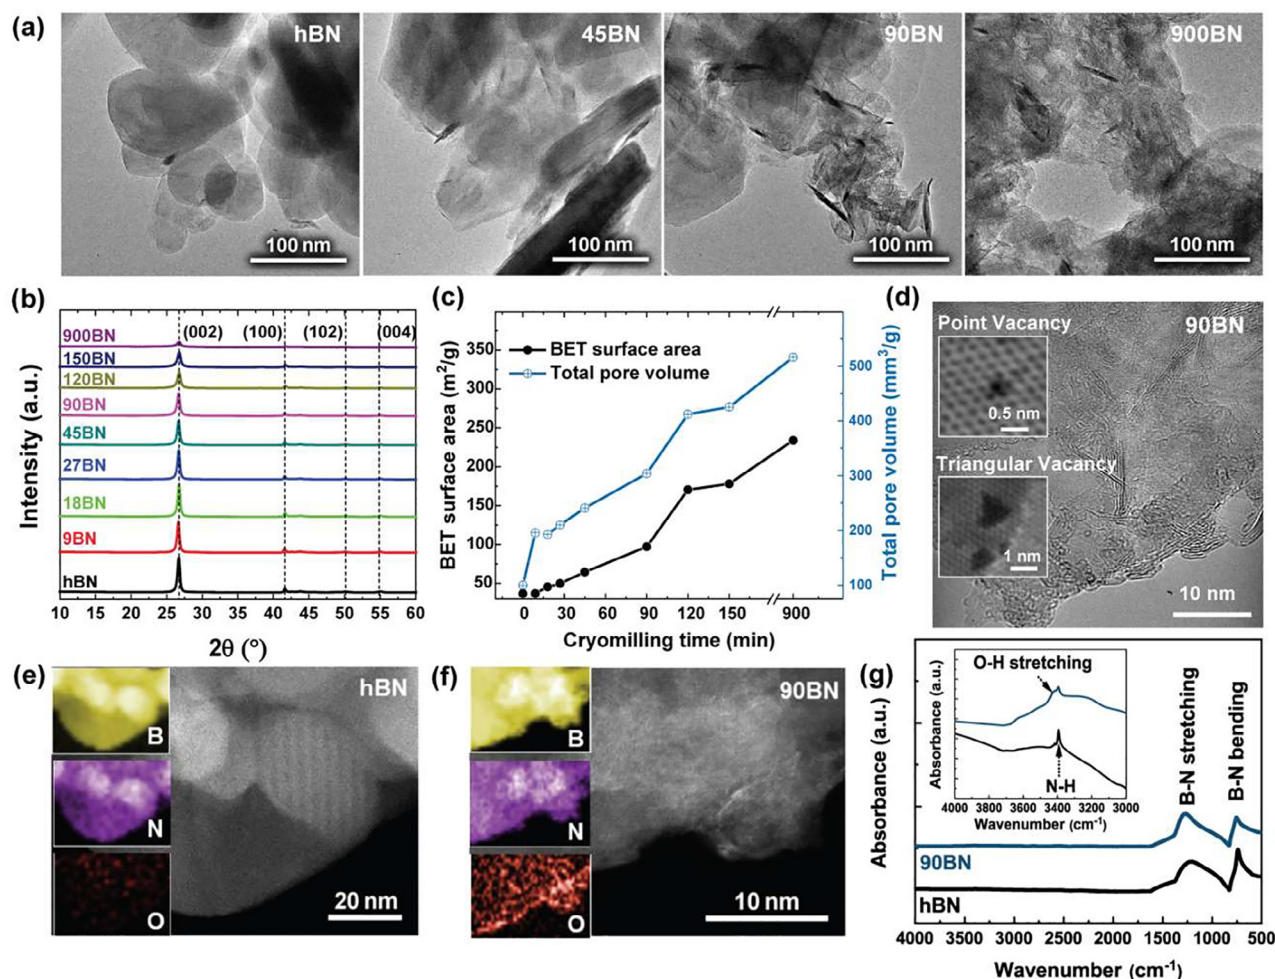 (a)
hBN
45BN
90BN
900BN
100 nm
100 nm
100 nm
100 nm
(b)
900BN
150BN
120BN
90BN
45BN
27BN
18BN
9BN
hBN
(002)
(100)
(102)
(004)
Intensity (a.u.)
10 15 20 25 30 35 40 45 50 55 60
2θ (°)
(c)
BET surface area
Total pore volume
BET surface area (m²/g)
350
300
250
200
150
100
50
Total pore volume (mm³/g)
500
400
300
200
100
0 30 60 90 120 150 900
Cryomilling time (min)
(d)
90BN
Point Vacancy
0.5 nm
Triangular Vacancy
1 nm
10 nm
(e)
hBN
B
N
O
20 nm
(f)
90BN
B
N
O
10 nm
(g)
O-H stretching
N-H
Absorbance (a.u.)
4000 3800 3600 3400 3200 3000
Wavenumber (cm⁻¹)
B-N stretching
B-N bending
90BN
hBN
Absorbance (a.u.)
4000 3500 3000 2500 2000 1500 1000 500
Wavenumber (cm⁻¹)